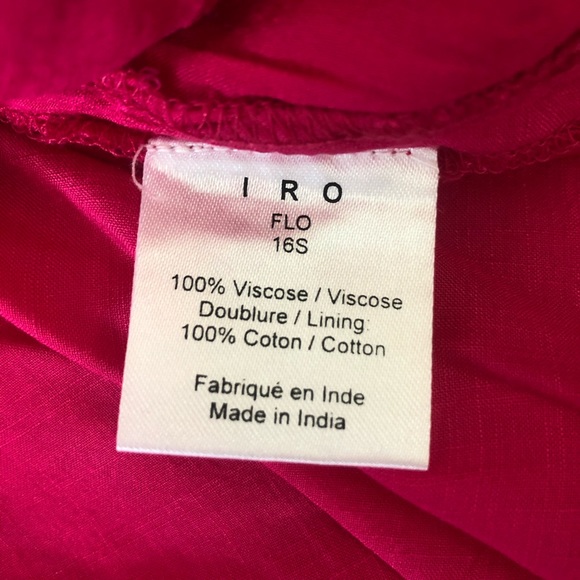 I R O
FLO
16S
100% Viscose / Viscose
Doublure / Lining:
100% Coton / Cotton
Fabriqué en Inde
Made in India